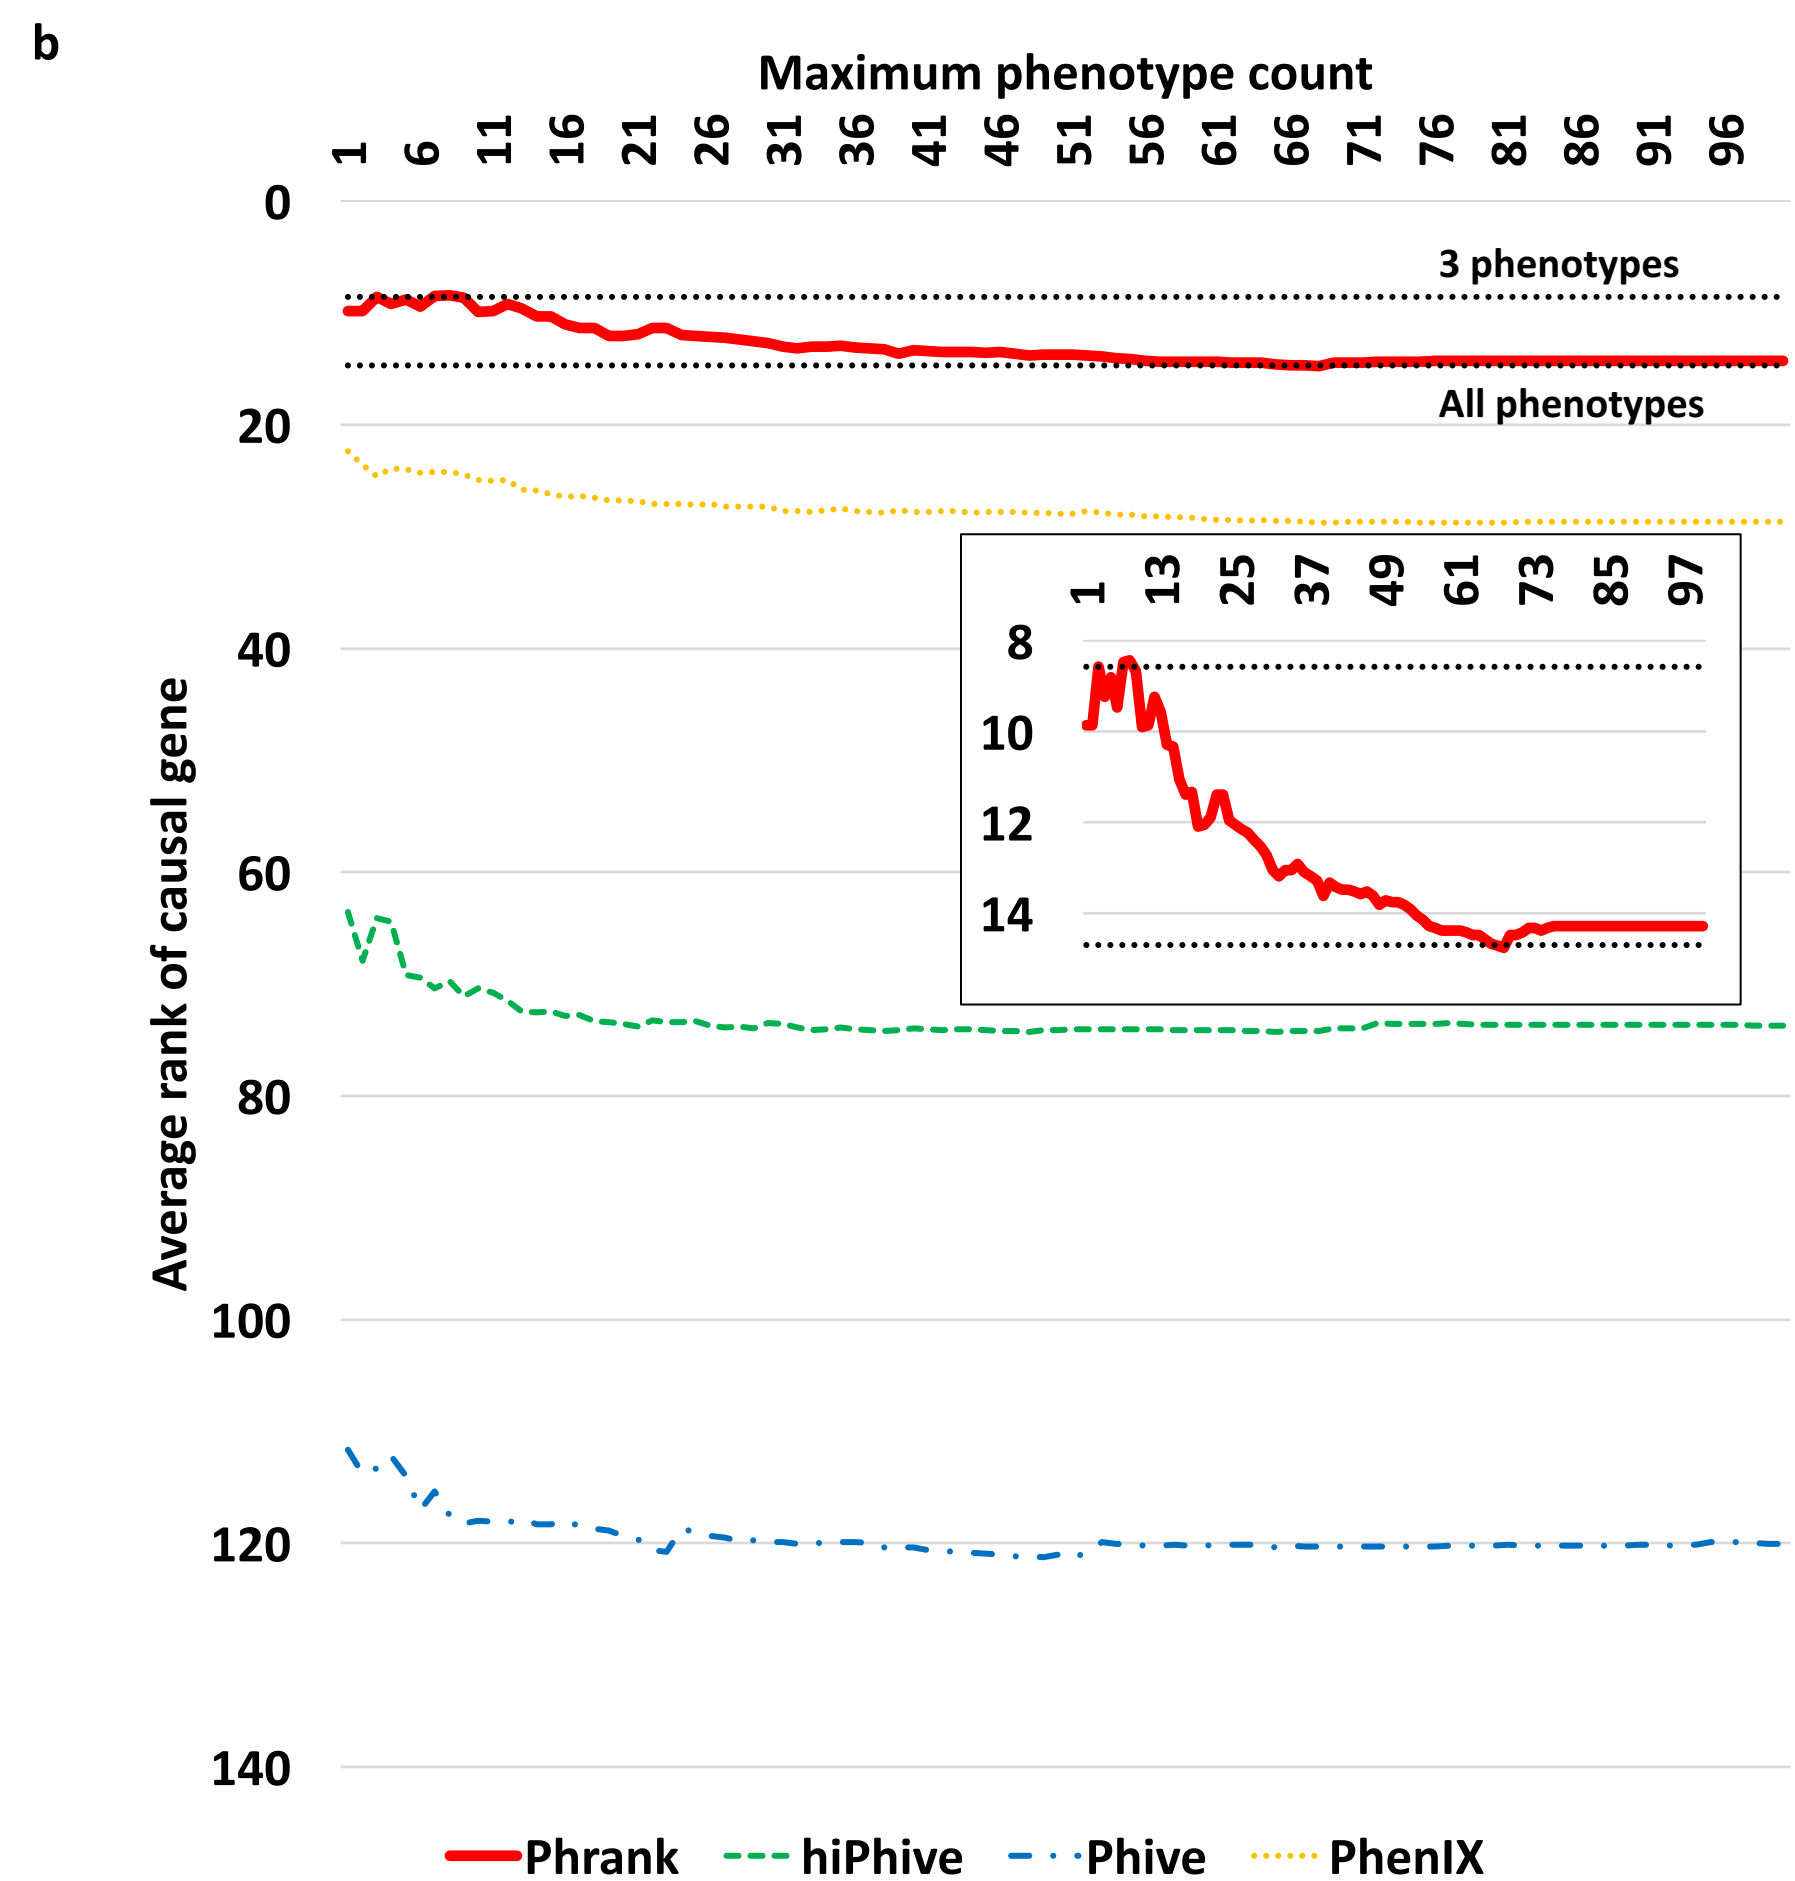 b
Maximum phenotype count
1 6 11 16 21 26 31 36 41 46 51 56 61 66 71 76 81 86 91 96
0
3 phenotypes
All phenotypes
20
40
60
80
100
120
140
Average rank of causal gene
1 13 25 37 49 61 73 85 97
8
10
12
14
Phrank hiPhive Phive PhenIX